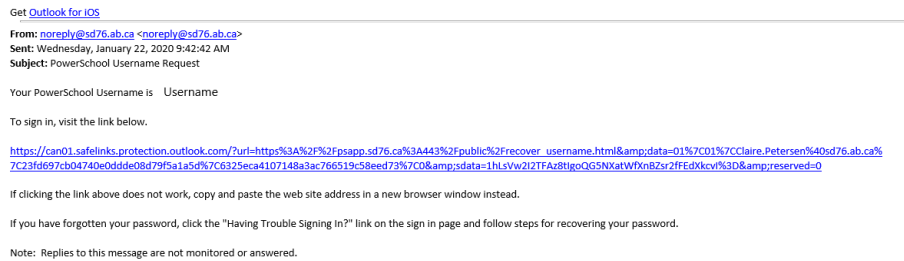 Get Outlook for iOS
From: noreply@sd76.ab.ca <noreply@sd76.ab.ca>
Sent: Wednesday, January 22, 2020 9:42:42 AM
Subject: PowerSchool Username Request
Your PowerSchool Username is Username
To sign in, visit the link below.
https://can01.safelinks.protection.outlook.com/?url=https%3A%2F%2Fpsapp.sd76.ca%3A443%2Fpublic%2Frecover_username.html&amp;data=01%7C01%7CClaire.Petersen%40sd76.ab.ca%
7C23fd697cb04740e0ddde08d79f5a1a5d%7C6325eca4107148a3ac766519c58eed73%7C0&amp;sdata=1hLsVw2I2TFAz8tIgoQG5NXatWfXnBZsr2fFEdXkcvI%3D&amp;reserved=0
If clicking the link above does not work, copy and paste the web site address in a new browser window instead.
If you have forgotten your password, click the "Having Trouble Signing In?" link on the sign in page and follow steps for recovering your password.
Note: Replies to this message are not monitored or answered.